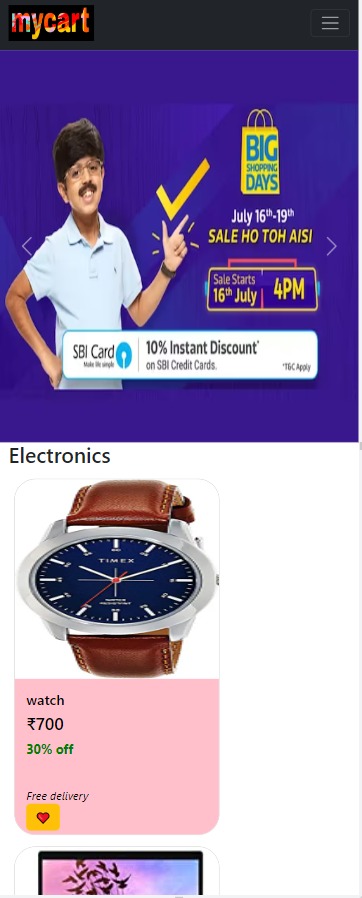 mycart
BIG
SHOPPING
DAYS
July 16th-19th
SALE HO TOH AISI
Sale Starts
16th July
4PM
SBI Card
Make life simple
10% Instant Discount*
on SBI Credit Cards.
*T&C Apply
Electronics
TIMEX
watch
₹700
30% off
Free delivery